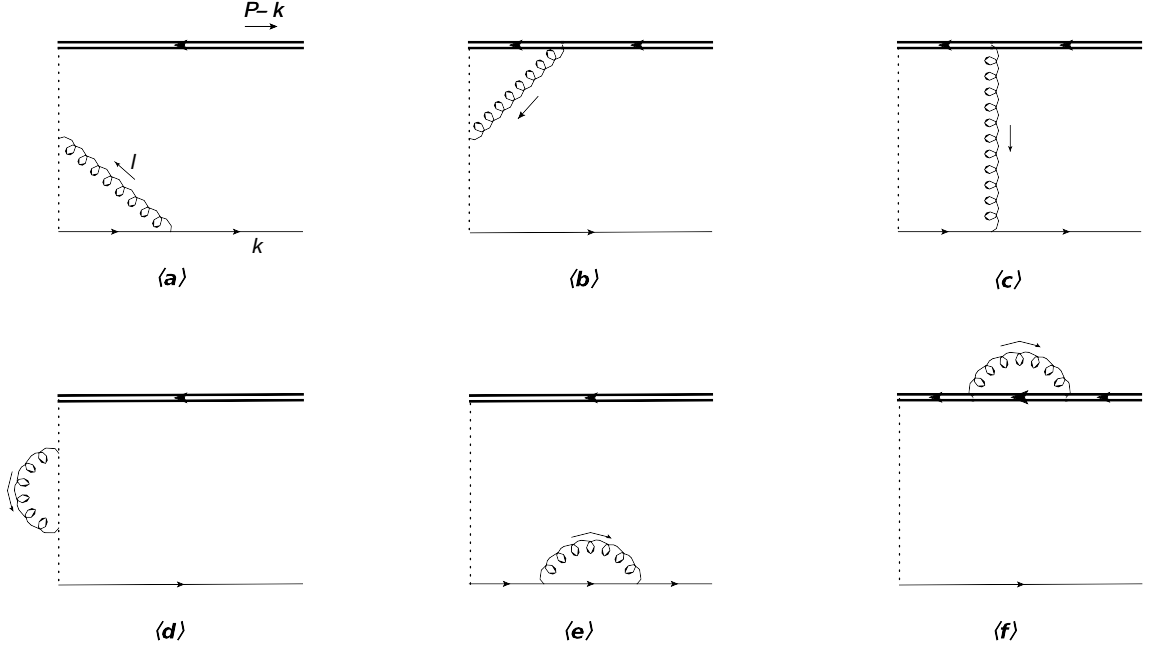 P– k
l
k
⟨a⟩ ⟨b⟩ ⟨c⟩
⟨d⟩ ⟨e⟩ ⟨f⟩